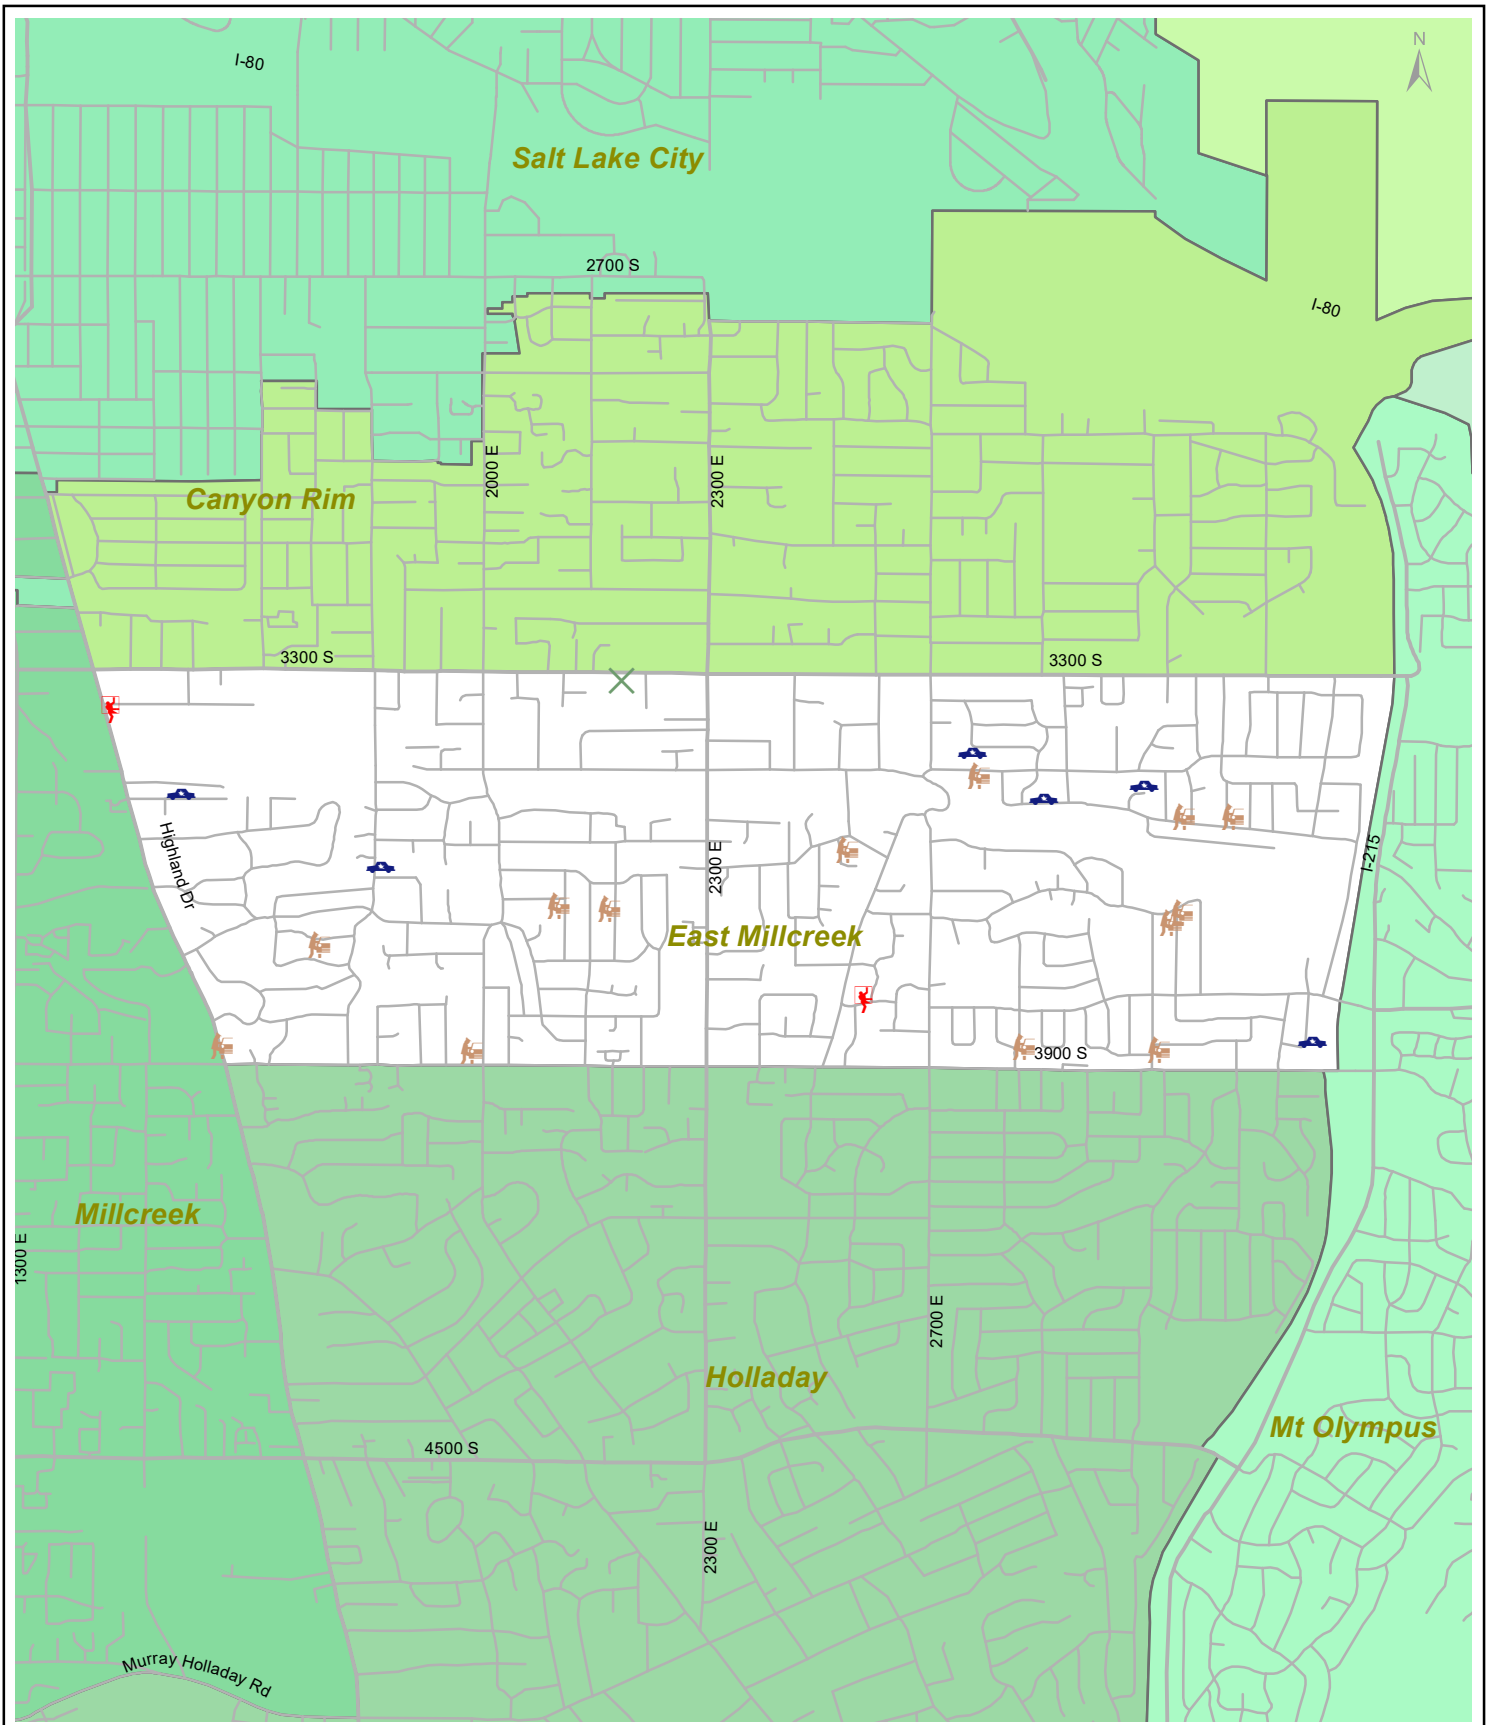 N
I-80
Salt Lake City
2700 S
I-80
2000 E
2300 E
Canyon Rim
3300 S
3300 S
Highland Dr
2300 E
I-215
East Millcreek
3900 S
Millcreek
1300 E
2700 E
Holladay
Mt Olympus
4500 S
2300 E
Murray Holladay Rd